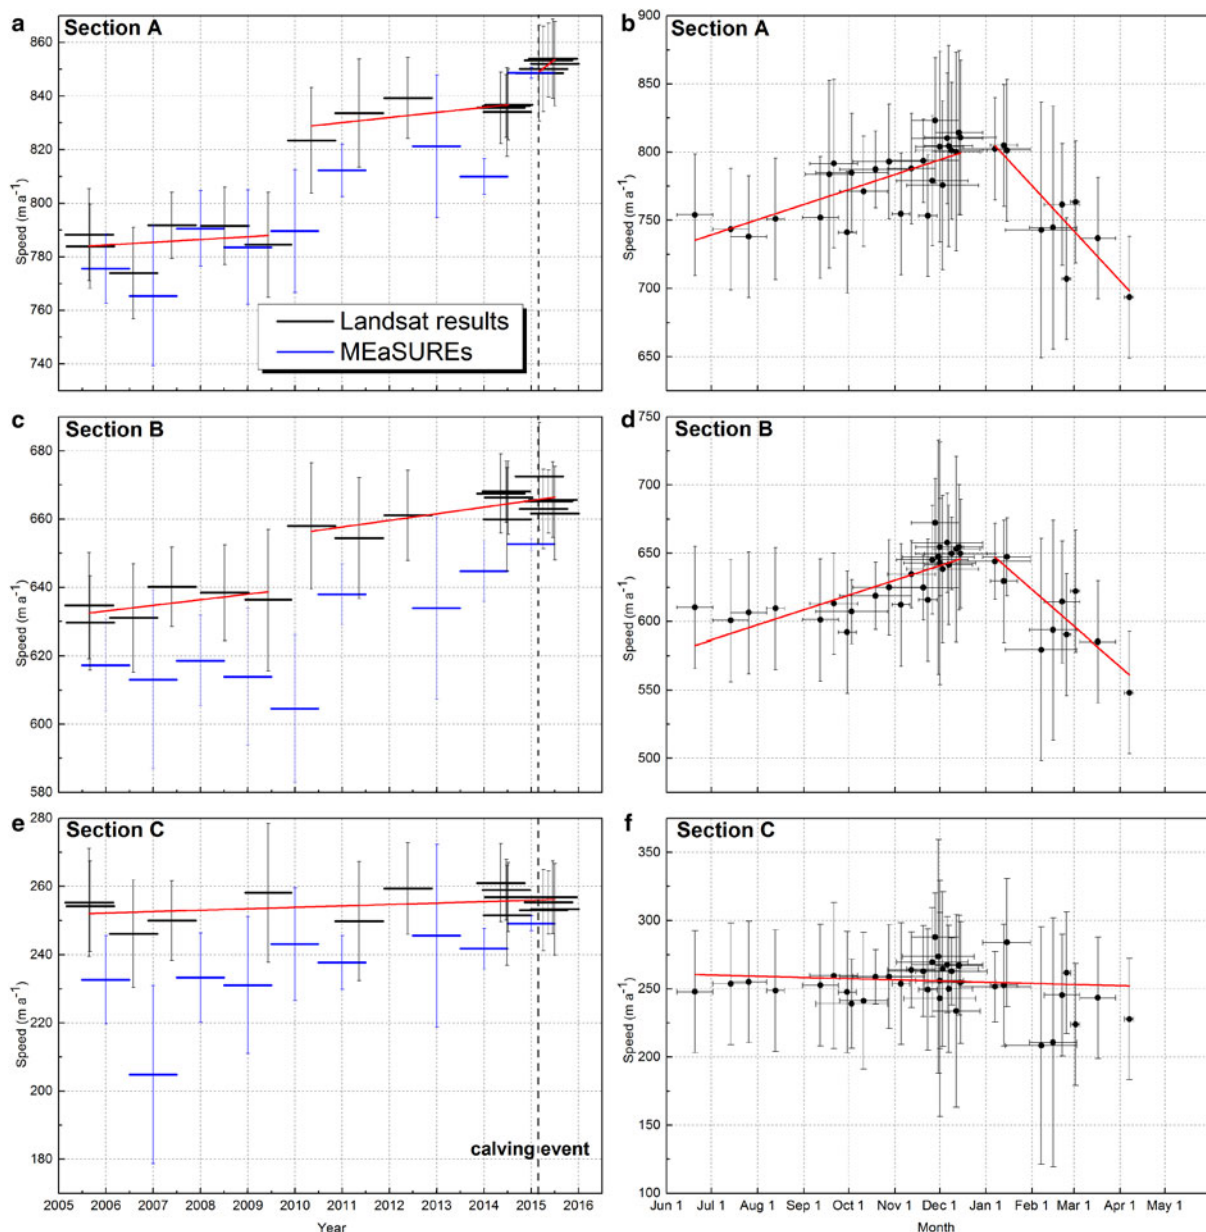 a
Section A
860
840
820
800
780
760
740
Speed (m a⁻¹)
Landsat results
MEaSUREs
b
Section A
900
850
800
750
700
650
Speed (m a⁻¹)
c
Section B
680
660
640
620
600
580
Speed (m a⁻¹)
d
Section B
750
700
650
600
550
500
Speed (m a⁻¹)
e
Section C
280
260
240
220
200
180
Speed (m a⁻¹)
calving event
2005 2006 2007 2008 2009 2010 2011 2012 2013 2014 2015 2016
Year
f
Section C
350
300
250
200
150
100
Speed (m a⁻¹)
Jun 1 Jul 1 Aug 1 Sep 1 Oct 1 Nov 1 Dec 1 Jan 1 Feb 1 Mar 1 Apr 1 May 1
Month